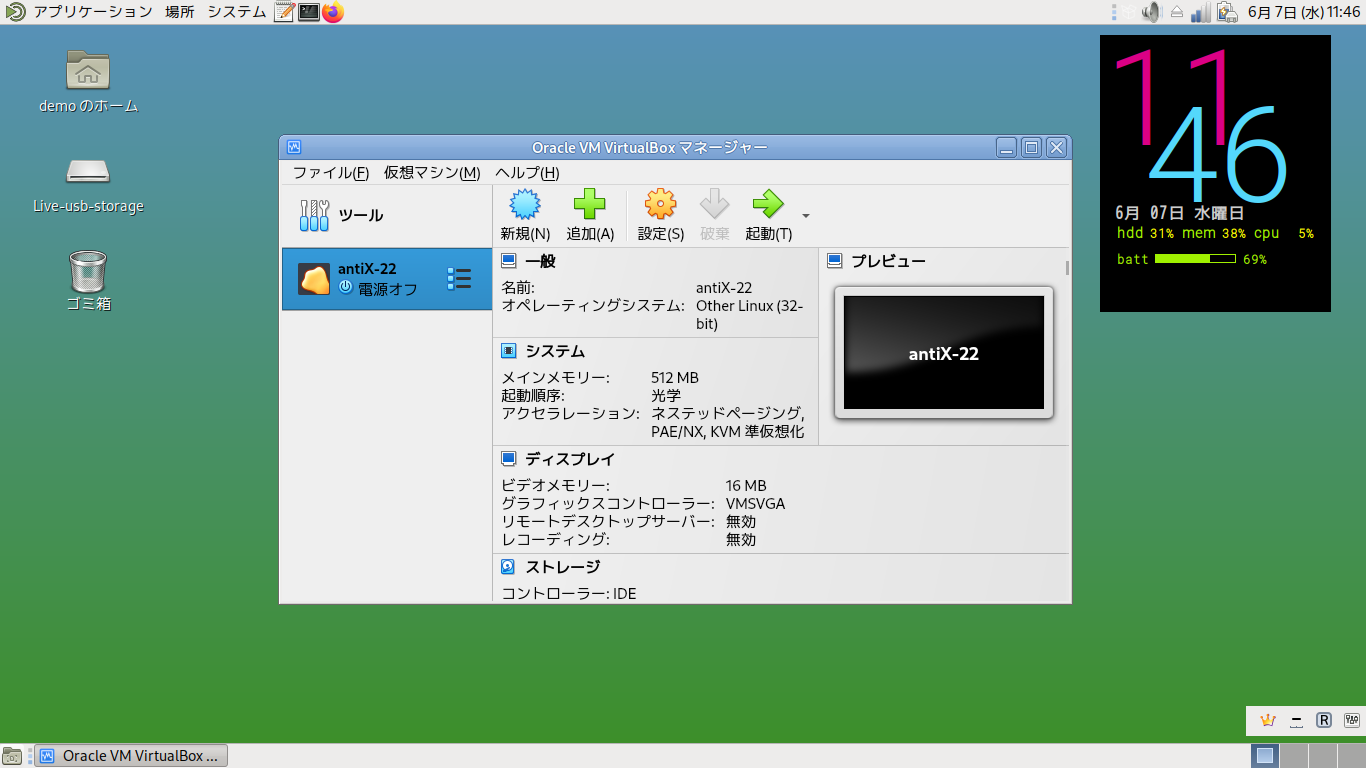 アプリケーション 場所 システム
6月 7日 (水) 11:46
demo のホーム
Live-usb-storage
ゴミ箱
11
46
6月 07日 水曜日
hdd 31% mem 38% cpu 5%
batt 69%
Oracle VM VirtualBox マネージャー
ファイル(F) 仮想マシン(M) ヘルプ(H)
ツール
新規(N) 追加(A) 設定(S) 破棄 起動(T)
antiX-22
電源オフ
一般
名前: antiX-22
オペレーティングシステム: Other Linux (32-
bit)
システム
メインメモリー: 512 MB
起動順序: 光学
アクセラレーション: ネステッドページング,
PAE/NX, KVM 準仮想化
プレビュー
antiX-22
ディスプレイ
ビデオメモリー: 16 MB
グラフィックスコントローラー: VMSVGA
リモートデスクトップサーバー: 無効
レコーディング: 無効
ストレージ
コントローラー: IDE
R
Oracle VM VirtualBox ...